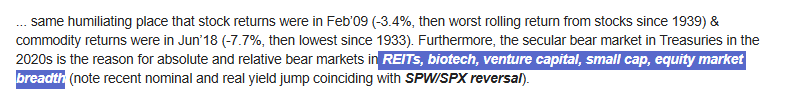 ... same humiliating place that stock returns were in Feb'09 (-3.4%, then worst rolling return from stocks since 1939) &
commodity returns were in Jun'18 (-7.7%, then lowest since 1933). Furthermore, the secular bear market in Treasuries in the
2020s is the reason for absolute and relative bear markets in REITs, biotech, venture capital, small cap, equity market
breadth (note recent nominal and real yield jump coinciding with SPW/SPX reversal).